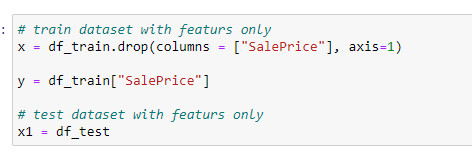 : # train dataset with featurs only
x = df_train.drop(columns = ["SalePrice"], axis=1)
y = df_train["SalePrice"]
# test dataset with featurs only
x1 = df_test